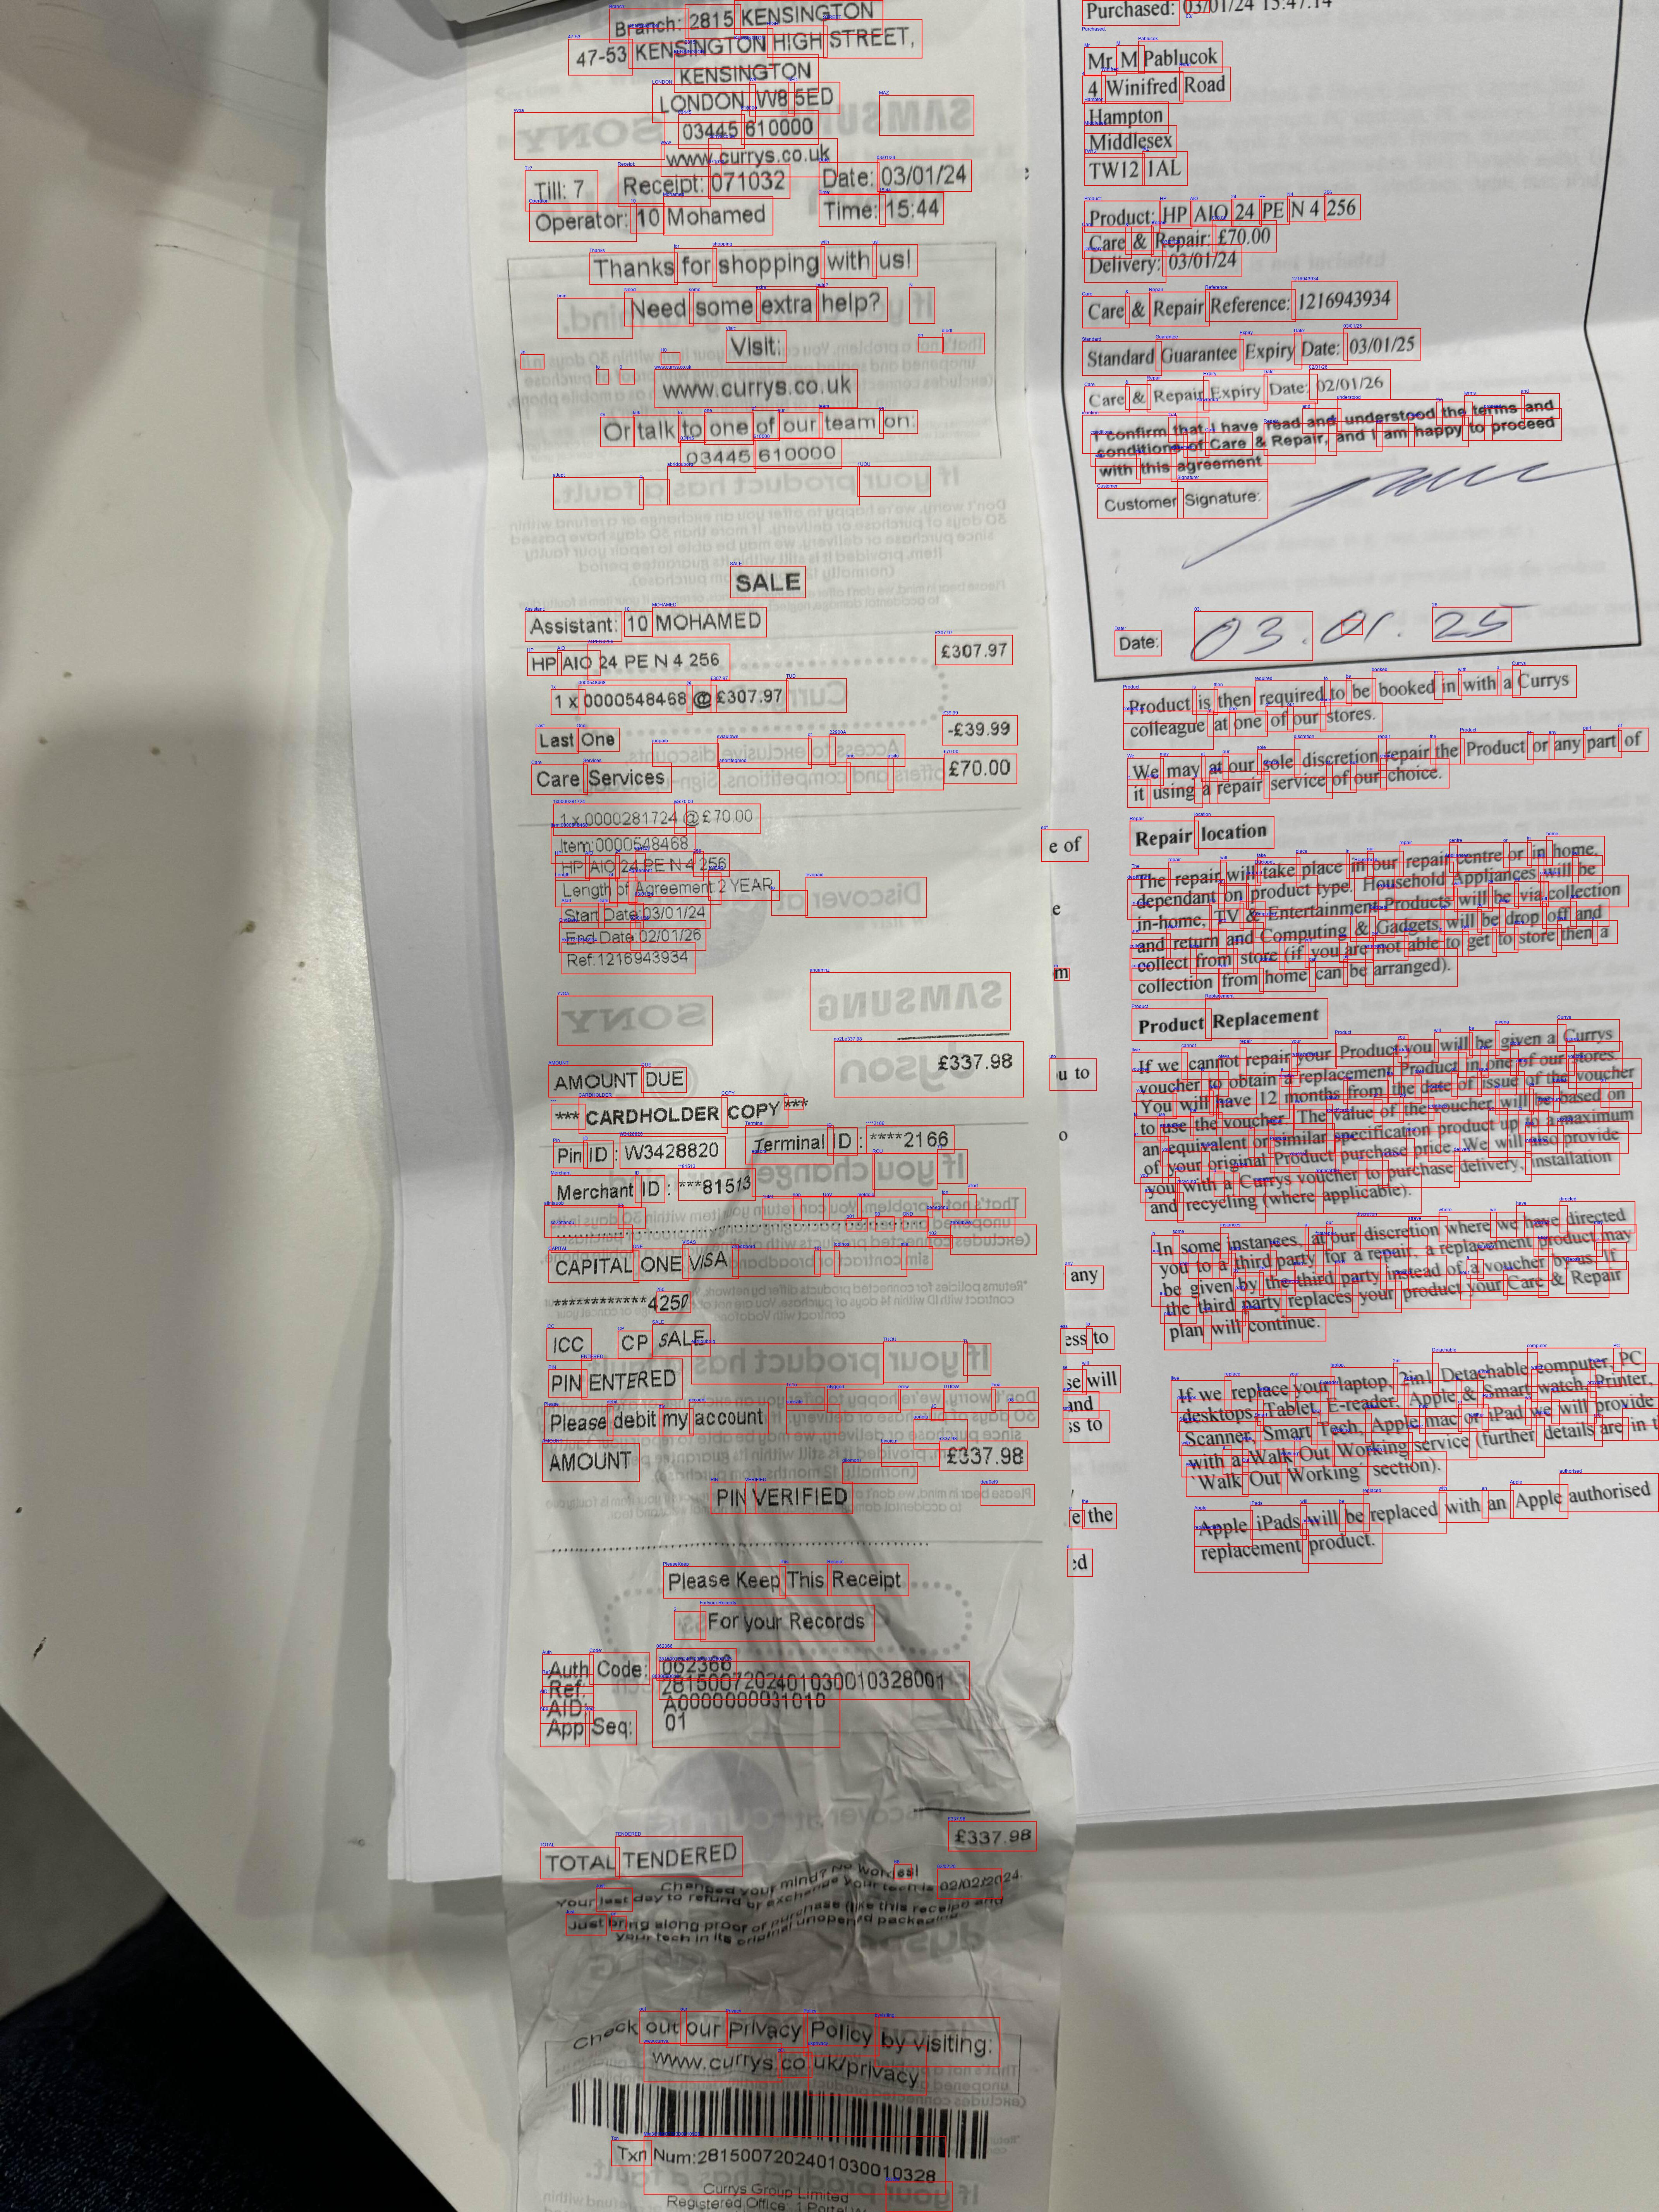 Branch: 2815 KENSINGTON
47-53 KENSINGTON HIGH STREET,
KENSINGTON
LONDON W8 5ED
03445 610000
www.currys.co.uk
Till: 7 Receipt: 071032 Date: 03/01/24
Operator: 10 Mohamed Time: 15:44
Thanks for shopping with us!
Need some extra help?
Visit:
www.currys.co.uk
Or talk to one of our team on:
03445 610000
SALE
Assistant: 10 MOHAMED
HP AIO 24 PE N 4 256 £307.97
1 x 0000548468 @ £307.97
Last One -£39.99
Care Services £70.00
1 x 0000281724 @ £70.00
Item:0000548468
HP AIO 24 PE N 4 256
Length of Agreement:2 YEAR
Start Date:03/01/24
End Date:02/01/26
Ref:1216943934
AMOUNT DUE £337.98
*** CARDHOLDER COPY ***
Pin ID : W3428820 Terminal ID : ****2166
Merchant ID : ***81513
CAPITAL ONE VISA
************4250
ICC CP SALE
PIN ENTERED
Please debit my account
AMOUNT £337.98
PIN VERIFIED
Please Keep This Receipt
For your Records
Auth Code: 062366
Ref: 2815007202401030010328001
AID: A0000000031010
App Seq: 01
TOTAL TENDERED £337.98
Changed your mind? No worries!
Your last day to refund or exchange your tech is 02/02/2024.
Just bring along proof of purchase (like this receipt) and
your tech in its original unopened packaging.
Check out our Privacy Policy by visiting:
www.currys.co.uk/privacy
Txn Num:2815007202401030010328
Currys Group Limited
Registered Office: 1 Portal W
Purchased: 03/01/24 15:47:14
Mr M Pablucok
4 Winifred Road
Hampton
Middlesex
TW12 1AL
Product: HP AIO 24 PE N 4 256
Care & Repair: £70.00
Delivery: 03/01/24
Care & Repair Reference: 1216943934
Standard Guarantee Expiry Date: 03/01/25
Care & Repair Expiry Date: 02/01/26
I confirm that I have read and understood the terms and
conditions of Care & Repair, and I am happy to proceed
with this agreement
Customer Signature:
Date: 03.01.25
Product is then required to be booked in with a Currys
colleague at one of our stores.
We may at our sole discretion repair the Product or any part of
it using a repair service of our choice.
Repair location
The repair will take place in our repair centre or in home,
dependant on product type. Household Appliances will be
in-home, TV & Entertainment Products will be via collection
and return and Computing & Gadgets will be drop off and
collect from store (if you are not able to get to store then a
collection from home can be arranged).
Product Replacement
If we cannot repair your Product you will be given a Currys
voucher to obtain a replacement Product in one of our stores.
You will have 12 months from the date of issue of the voucher
to use the voucher. The value of the voucher will be based on
an equivalent or similar specification product up to a maximum
of your original Product purchase price. We will also provide
you with a Currys voucher to purchase delivery, installation
and recycling (where applicable).
In some instances, at our discretion where we have directed
you to a third party for a repair, a replacement product may
be given by the third party instead of a voucher by us. If
the third party replaces your product your Care & Repair
plan will continue.
If we replace your laptop, 2in1 Detachable computer, PC
desktops, Tablet, E-reader, Apple & Smart watch, Printer,
Scanner, Smart Tech, Apple mac or iPad we will provide
with a Walk Out Working service (further details are in t
'Walk Out Working' section).
Apple iPads will be replaced with an Apple authorised
replacement product.
e of
e
m
u to
o
any
ess to
se will
and
ss to
e the
ed